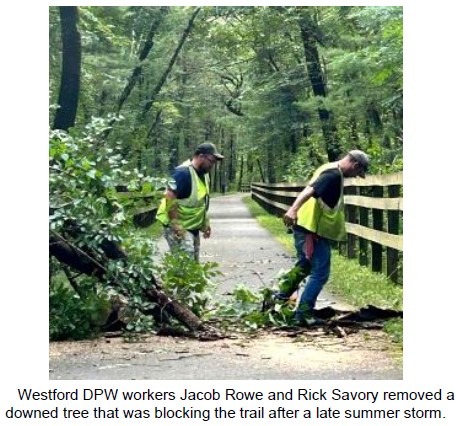 Westford DPW workers Jacob Rowe and Rick Savory removed a
downed tree that was blocking the trail after a late summer storm.